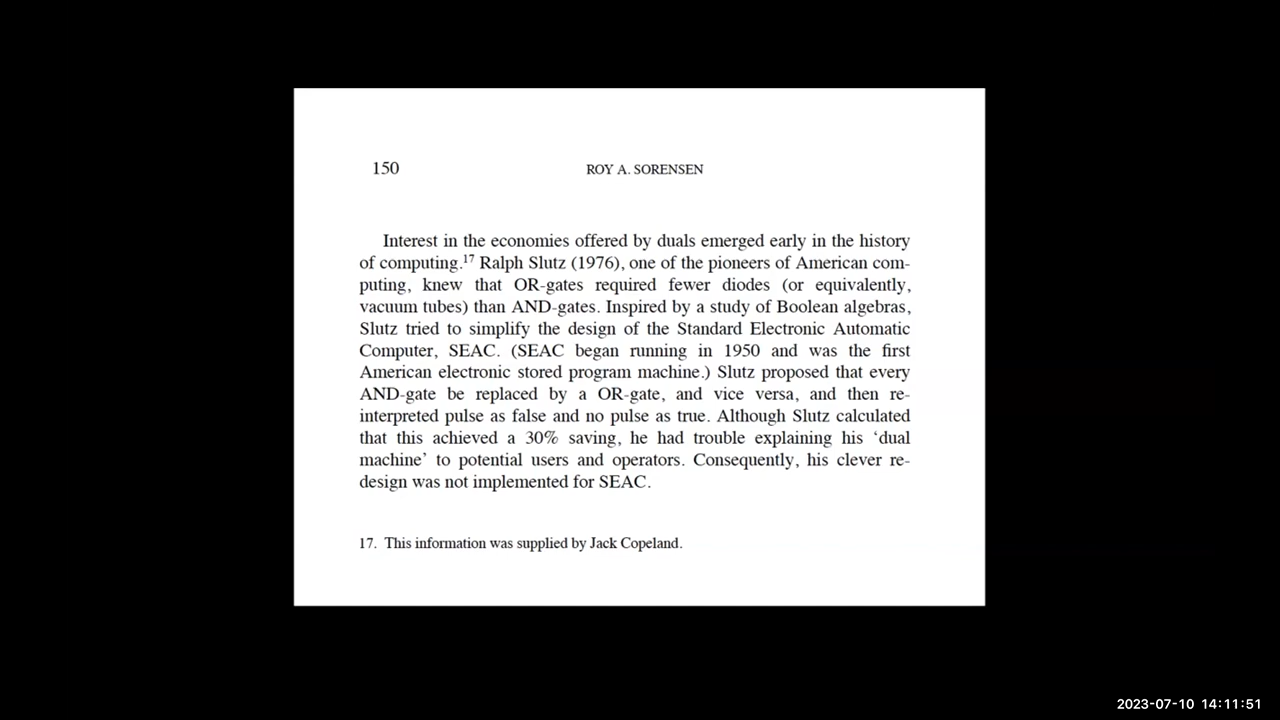 150 ROY A. SORENSEN
Interest in the economies offered by duals emerged early in the history
of computing.17 Ralph Slutz (1976), one of the pioneers of American com-
puting, knew that OR-gates required fewer diodes (or equivalently,
vacuum tubes) than AND-gates. Inspired by a study of Boolean algebras,
Slutz tried to simplify the design of the Standard Electronic Automatic
Computer, SEAC. (SEAC began running in 1950 and was the first
American electronic stored program machine.) Slutz proposed that every
AND-gate be replaced by a OR-gate, and vice versa, and then re-
interpreted pulse as false and no pulse as true. Although Slutz calculated
that this achieved a 30% saving, he had trouble explaining his ‘dual
machine’ to potential users and operators. Consequently, his clever re-
design was not implemented for SEAC.
17. This information was supplied by Jack Copeland.
2023-07-10 14:11:51